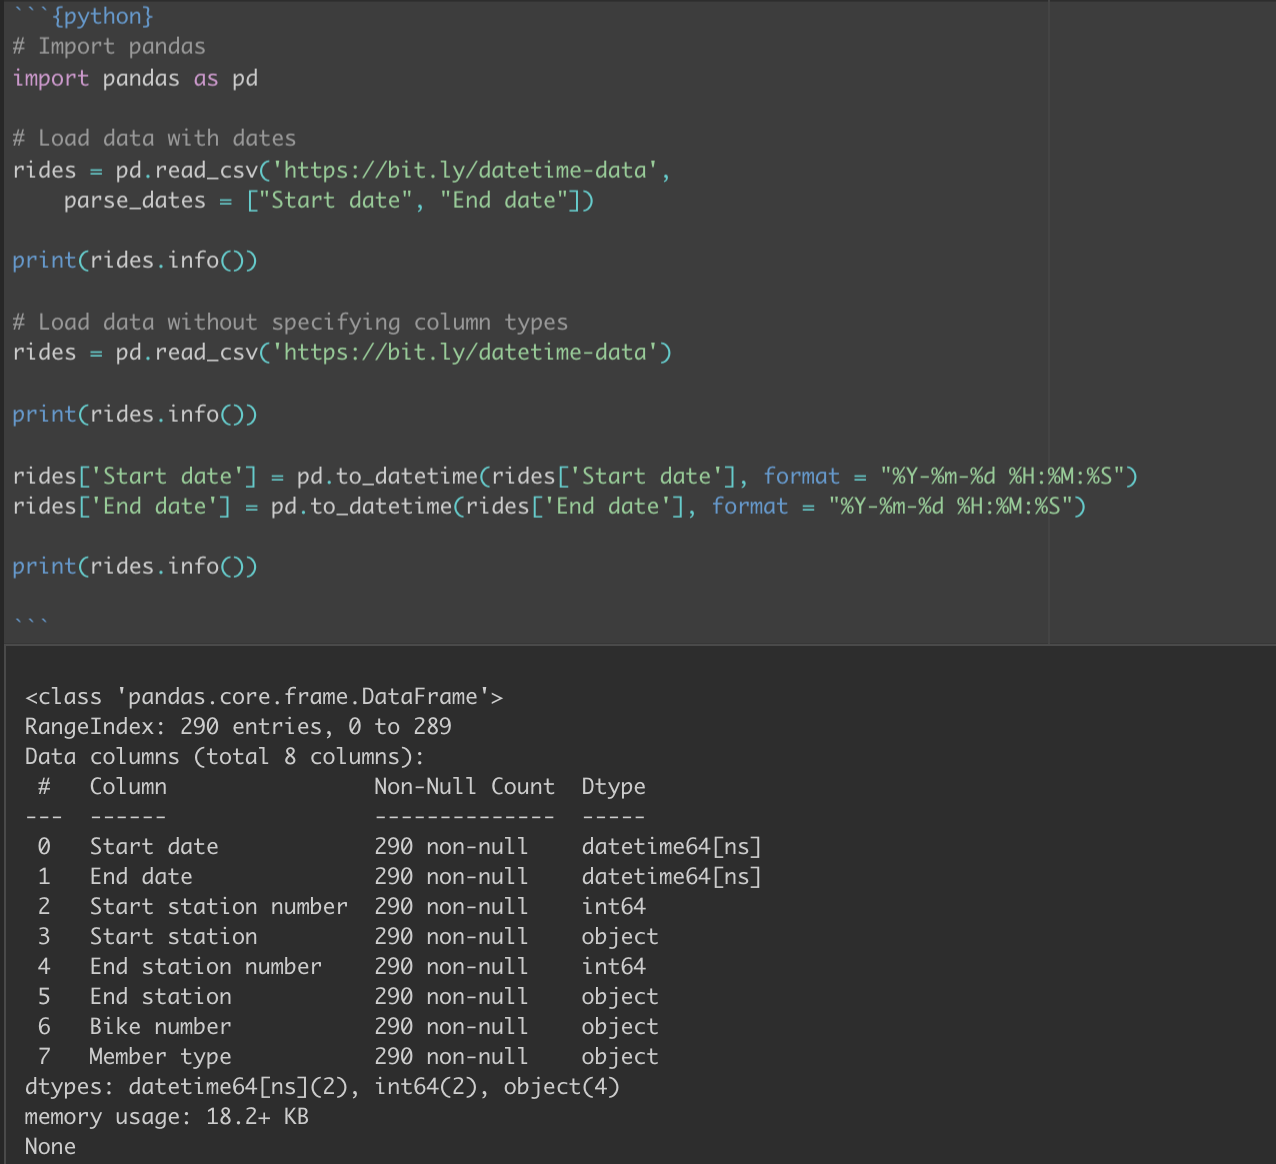 ```{python}
# Import pandas
import pandas as pd
# Load data with dates
rides = pd.read_csv('https://bit.ly/datetime-data',
    parse_dates = ["Start date", "End date"])
print(rides.info())
# Load data without specifying column types
rides = pd.read_csv('https://bit.ly/datetime-data')
print(rides.info())
rides['Start date'] = pd.to_datetime(rides['Start date'], format = "%Y-%m-%d %H:%M:%S")
rides['End date'] = pd.to_datetime(rides['End date'], format = "%Y-%m-%d %H:%M:%S")
print(rides.info())
```
<class 'pandas.core.frame.DataFrame'>
RangeIndex: 290 entries, 0 to 289
Data columns (total 8 columns):
 #   Column                Non-Null Count  Dtype
---  ------                --------------  -----
 0   Start date            290 non-null    datetime64[ns]
 1   End date              290 non-null    datetime64[ns]
 2   Start station number  290 non-null    int64
 3   Start station         290 non-null    object
 4   End station number    290 non-null    int64
 5   End station           290 non-null    object
 6   Bike number           290 non-null    object
 7   Member type           290 non-null    object
dtypes: datetime64[ns](2), int64(2), object(4)
memory usage: 18.2+ KB
None